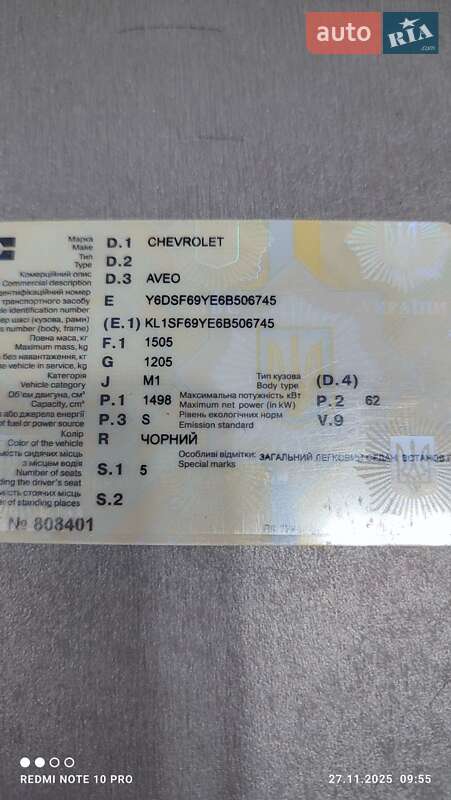 auto RIA .com
Марка
Make D.1 CHEVROLET
Тип
Type D.2
Комерційний опис
Commercial description D.3 AVEO
нтифікаційний номер
транспортного засобу E Y6DSF69YE6B506745
le identification number
ер шасі (кузова, рами) (E.1) KL1SF69YE6B506745
s number (body, frame)
Повна маса, кг F.1 1505
Maximum mass, kg
са без навантаження, кг G 1205
he vehicle in service, kg
Категорія J M1 Тип кузова (D.4)
Vehicle category Body type
Об'єм двигуна, см³ P.1 1498 Максимальна потужність кВт P.2 62
Capacity, cm³ Maximum net power (in kW)
або джерела енергії P.3 S Рівень екологічних норм V.9
of fuel or power source Emission standard
Колір R ЧОРНИЙ
Color of the vehicle
ькість сидячих місць Особливі відмітки: ЗАГАЛЬНИЙ ЛЕГКОВИЙ СЕДАН
з місцем водія S.1 5 Special marks
Number of seats
ding the driver's seat
ькість стоячих місць S.2
er of standing places
№ 808401
REDMI NOTE 10 PRO 27.11.2025 09:55